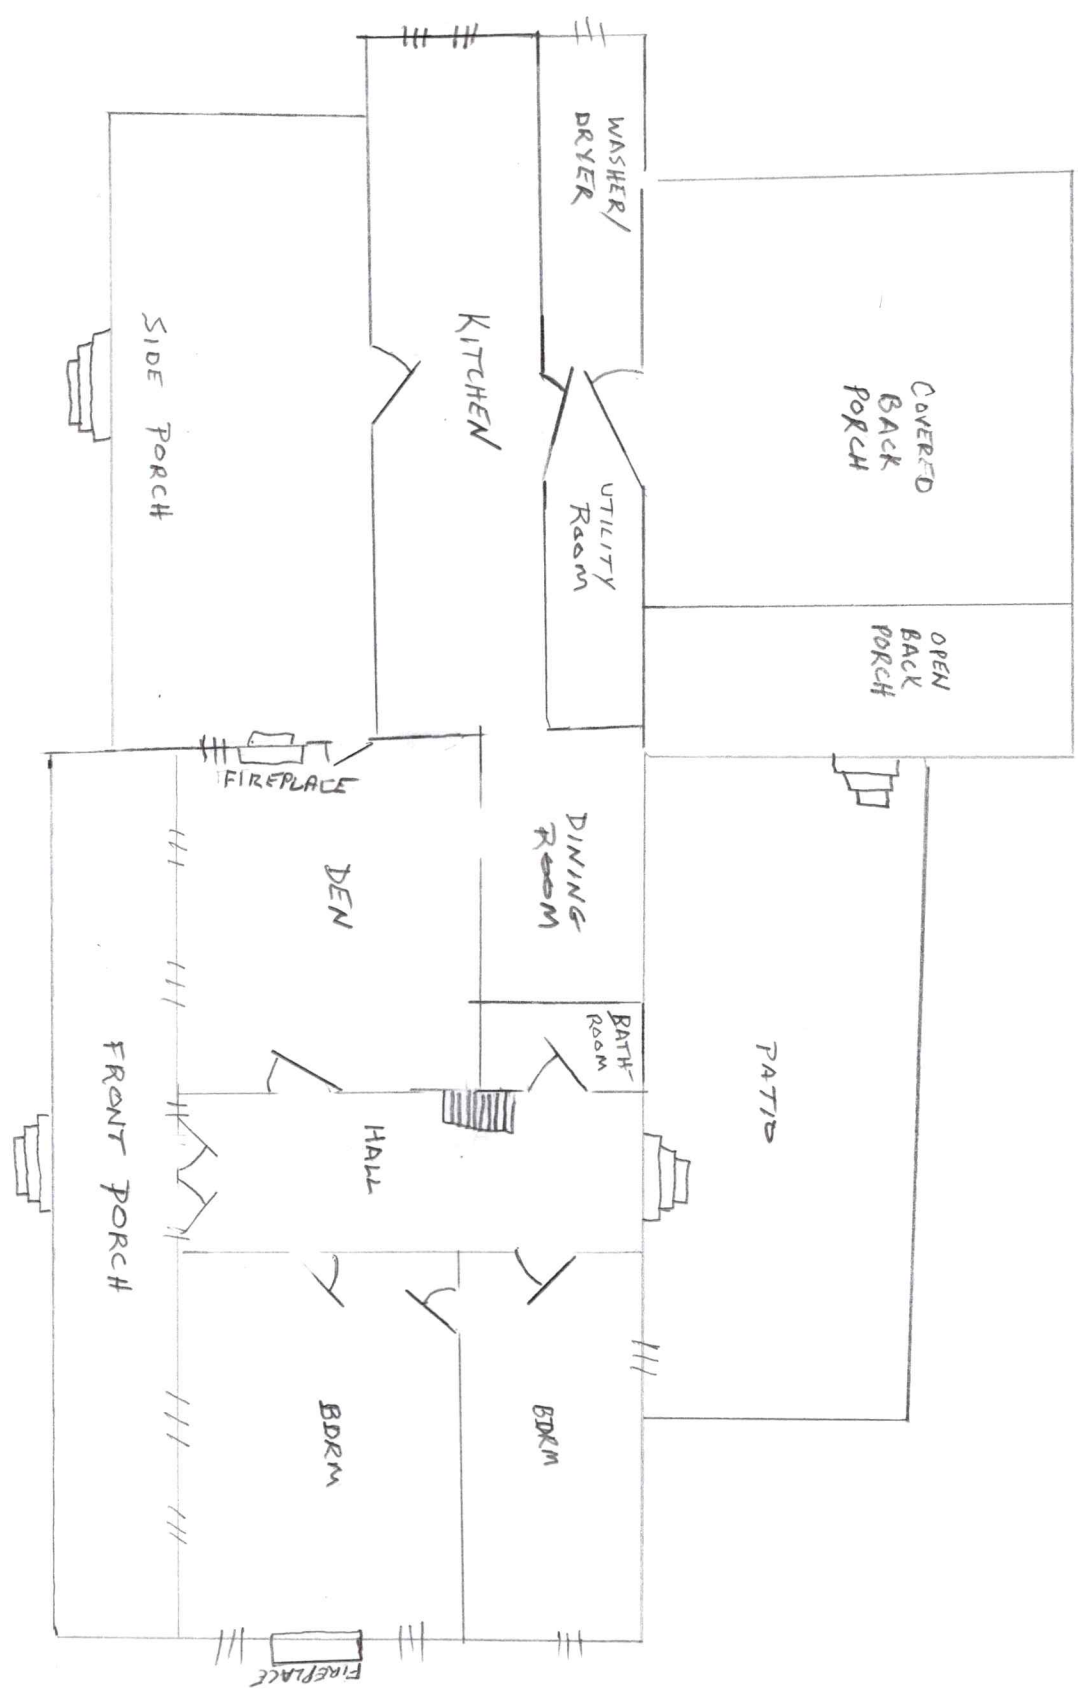 WASHER/
DRYER
COVERED
BACK
PORCH
KITCHEN
SIDE PORCH
UTILITY
ROOM
OPEN
BACK
PORCH
FIREPLACE
DINING
ROOM
DEN
BATH-
ROOM
PATIO
HALL
FRONT PORCH
BDRM
BDRM
FIREPLACE